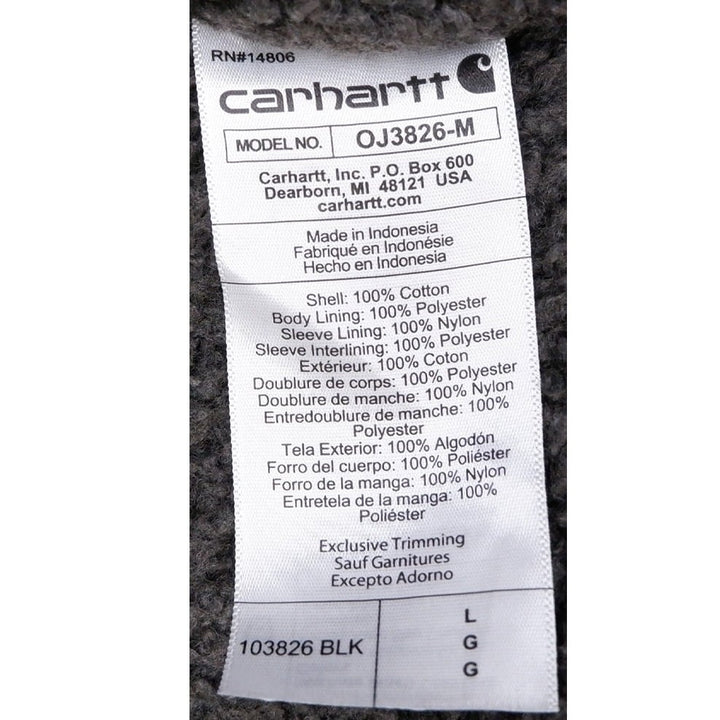 RN#14806
carhartt
MODEL NO. OJ3826-M
Carhartt, Inc. P.O. Box 600
Dearborn, MI 48121 USA
carhartt.com
Made in Indonesia
Fabriqué en Indonésie
Hecho en Indonesia
Shell: 100% Cotton
Body Lining: 100% Polyester
Sleeve Lining: 100% Nylon
Sleeve Interlining: 100% Polyester
Extérieur: 100% Coton
Doublure de corps: 100% Polyester
Doublure de manche: 100% Nylon
Entredoublure de manche: 100%
Polyester
Tela Exterior: 100% Algodón
Forro del cuerpo: 100% Poliéster
Forro de la manga: 100% Nylon
Entretela de la manga: 100%
Poliéster
Exclusive Trimming
Sauf Garnitures
Excepto Adorno
103826 BLK
L
G
G